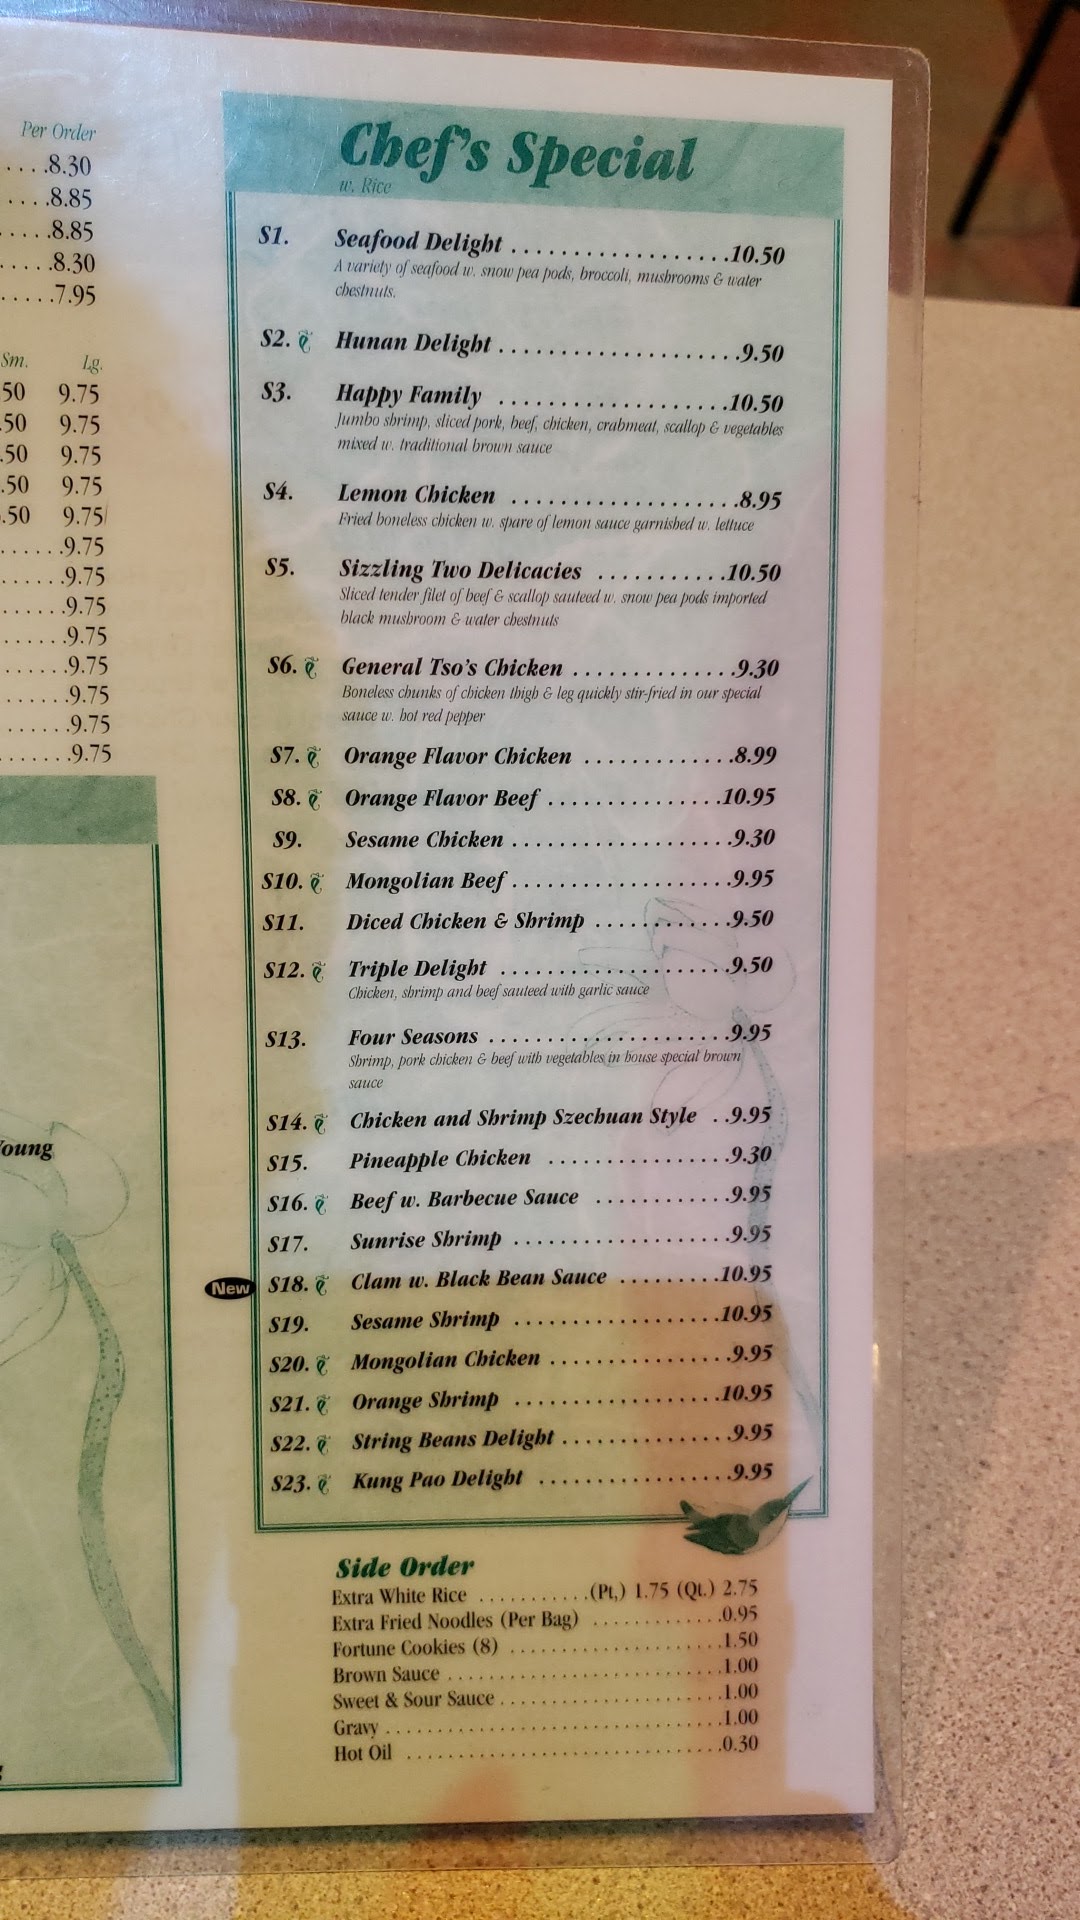 Per Order
....8.30
....8.85
.....8.85
.....8.30
......7.95
Sm. Lg.
50 9.75
.50 9.75
.50 9.75
.50 9.75
.50 9.75
.......9.75
.......9.75
.......9.75
.......9.75
.......9.75
.......9.75
.......9.75
.......9.75
Young
Chef's Special
w. Rice
S1. Seafood Delight ..................10.50
A variety of seafood w. snow pea pods, broccoli, mushrooms & water
chestnuts.
S2. Hunan Delight ....................9.50
S3. Happy Family ...................10.50
Jumbo shrimp, sliced pork, beef, chicken, crabmeat, scallop & vegetables
mixed w. traditional brown sauce
S4. Lemon Chicken ...................8.95
Fried boneless chicken w. spare of lemon sauce garnished w. lettuce
S5. Sizzling Two Delicacies ...........10.50
Sliced tender filet of beef & scallop sauteed w. snow pea pods imported
black mushroom & water chestnuts
S6. General Tso's Chicken ..............9.30
Boneless chunks of chicken thigh & leg quickly stir-fried in our special
sauce w. hot red pepper
S7. Orange Flavor Chicken .............8.99
S8. Orange Flavor Beef ...............10.95
S9. Sesame Chicken ...................9.30
S10. Mongolian Beef ...................9.95
S11. Diced Chicken & Shrimp ............9.50
S12. Triple Delight ....................9.50
Chicken, shrimp and beef sauteed with garlic sauce
S13. Four Seasons .....................9.95
Shrimp, pork chicken & beef with vegetables in house special brown
sauce
S14. Chicken and Shrimp Szechuan Style ..9.95
S15. Pineapple Chicken ................9.30
S16. Beef w. Barbecue Sauce ............9.95
S17. Sunrise Shrimp ...................9.95
New S18. Clam w. Black Bean Sauce .........10.95
S19. Sesame Shrimp ..................10.95
S20. Mongolian Chicken ................9.95
S21. Orange Shrimp ..................10.95
S22. String Beans Delight ...............9.95
S23. Kung Pao Delight .................9.95
Side Order
Extra White Rice ...........(Pt,) 1.75 (Qt.) 2.75
Extra Fried Noodles (Per Bag) .............0.95
Fortune Cookies (8) ......................1.50
Brown Sauce ............................1.00
Sweet & Sour Sauce .......................1.00
Gravy ...................................1.00
Hot Oil ................................0.30